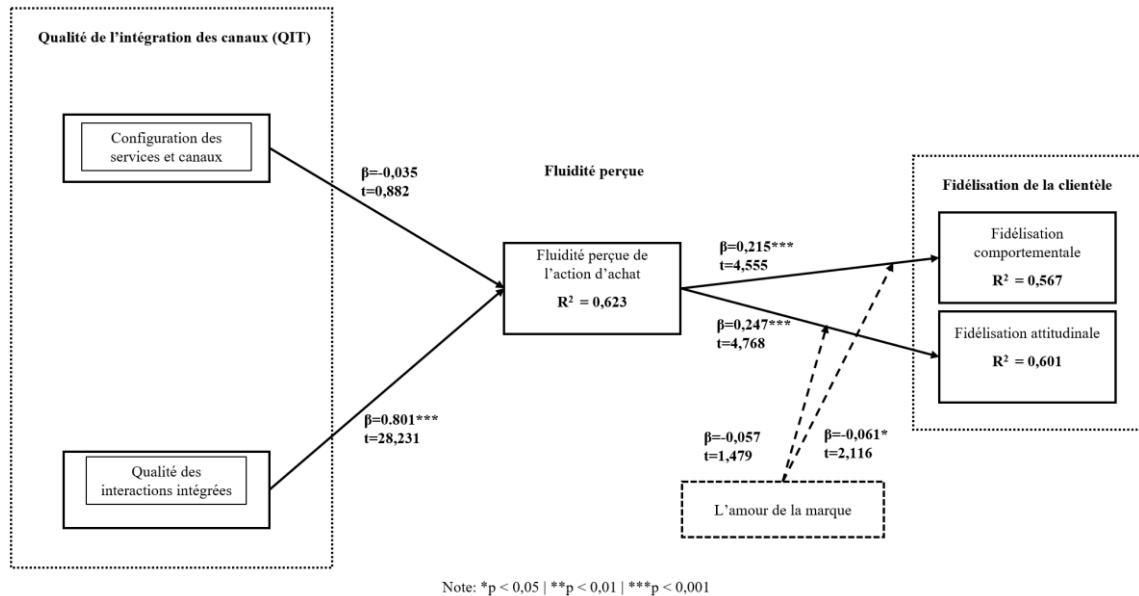 Qualité de l'intégration des canaux (QIT)
Configuration des
services et canaux
β=-0,035
t=0,882
Qualité des
interactions intégrées
β=0.801***
t=28,231
Fluidité perçue
Fluidité perçue de
l'action d'achat
R² = 0,623
β=0,215***
t=4,555
β=0,247***
t=4,768
β=-0,057
t=1,479
β=-0,061*
t=2,116
L'amour de la marque
Fidélisation de la clientèle
Fidélisation
comportementale
R² = 0,567
Fidélisation attitudinale
R² = 0,601
Note: *p < 0,05 | **p < 0,01 | ***p < 0,001